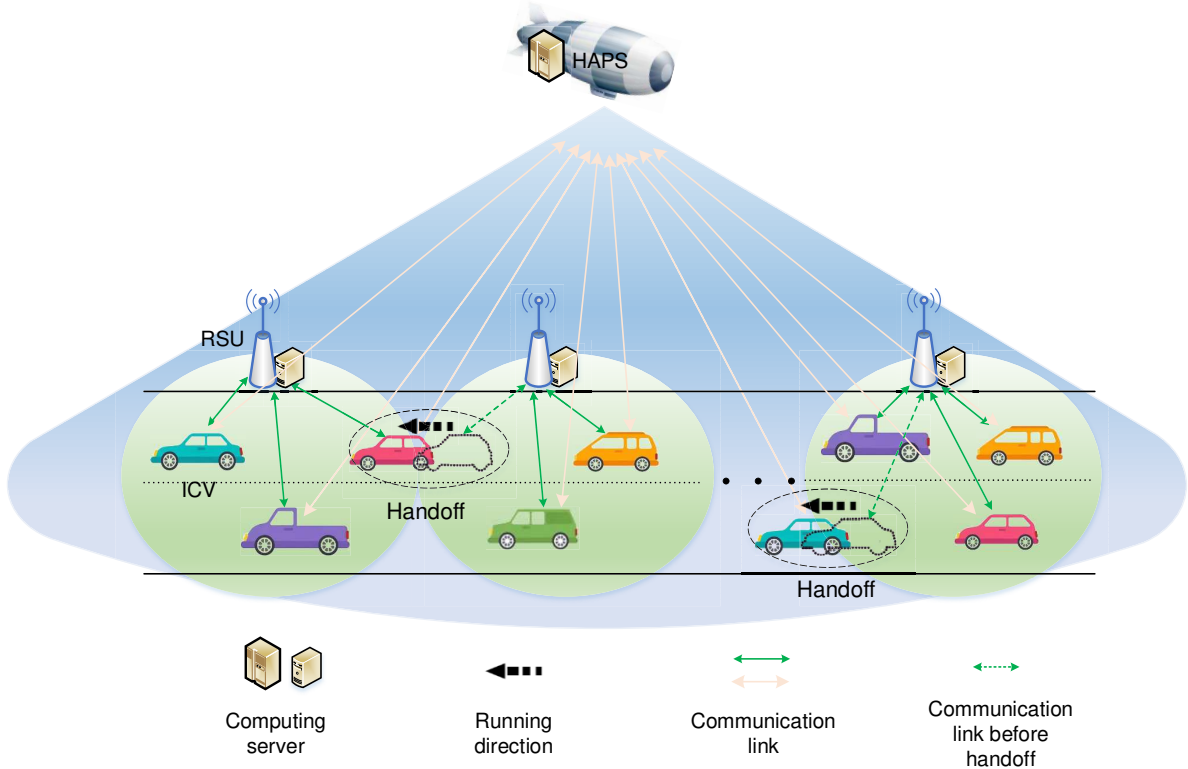 HAPS
RSU
ICV
Handoff
Handoff
Computing
server
Running
direction
Communication
link
Communication
link before
handoff